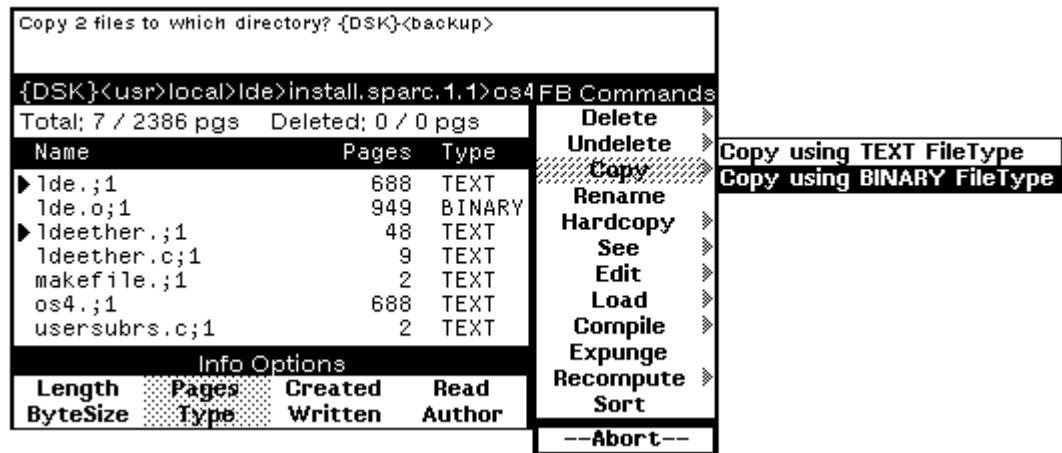 Copy 2 files to which directory? {DSK}<backup>
{DSK}<usr>local>lde>install.sparc.1.1>os4
Total: 7 / 2386 pgs Deleted: 0 / 0 pgs
Name Pages Type
lde.;1 688 TEXT
lde.o;1 949 BINARY
ldeether.;1 48 TEXT
ldeether.c;1 9 TEXT
makefile.;1 2 TEXT
os4.;1 688 TEXT
usersubrs.c;1 2 TEXT
Info Options
Length Pages Created Read
ByteSize Type Written Author
FB Commands
Delete
Undelete
Copy
Rename
Hardcopy
See
Edit
Load
Compile
Expunge
Recompute
Sort
--Abort--
Copy using TEXT FileType
Copy using BINARY FileType